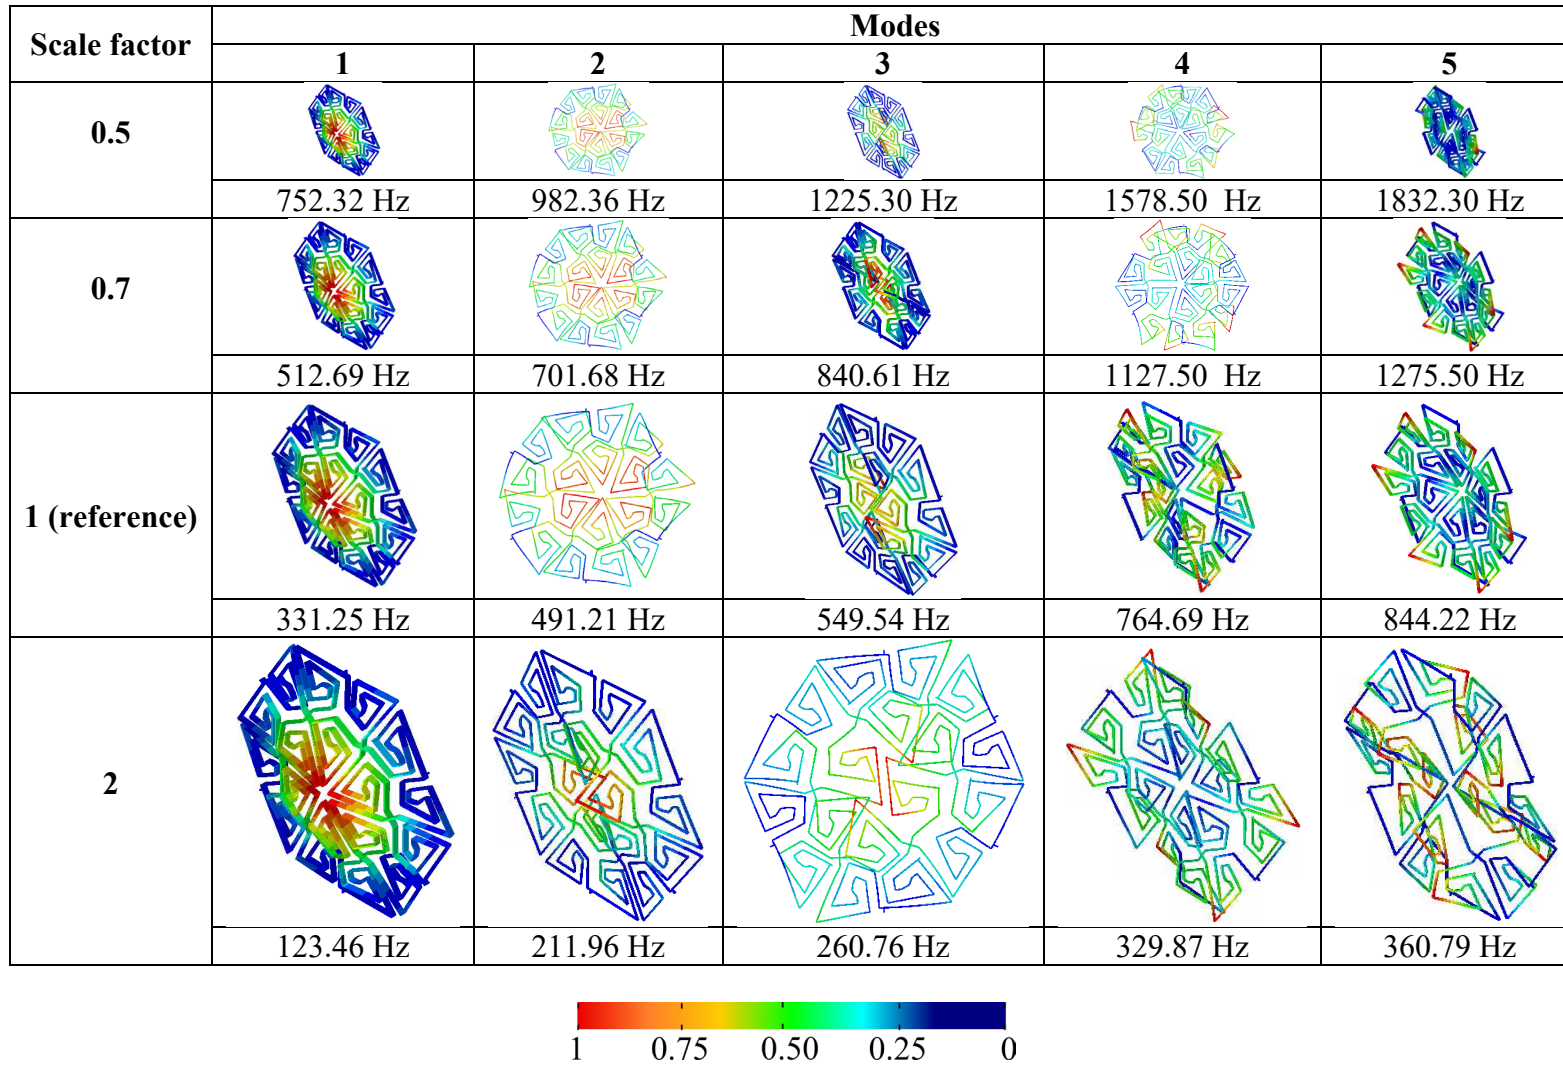 Scale factor
Modes
1 2 3 4 5
0.5
752.32 Hz 982.36 Hz 1225.30 Hz 1578.50 Hz 1832.30 Hz
0.7
512.69 Hz 701.68 Hz 840.61 Hz 1127.50 Hz 1275.50 Hz
1 (reference)
331.25 Hz 491.21 Hz 549.54 Hz 764.69 Hz 844.22 Hz
2
123.46 Hz 211.96 Hz 260.76 Hz 329.87 Hz 360.79 Hz
1 0.75 0.50 0.25 0